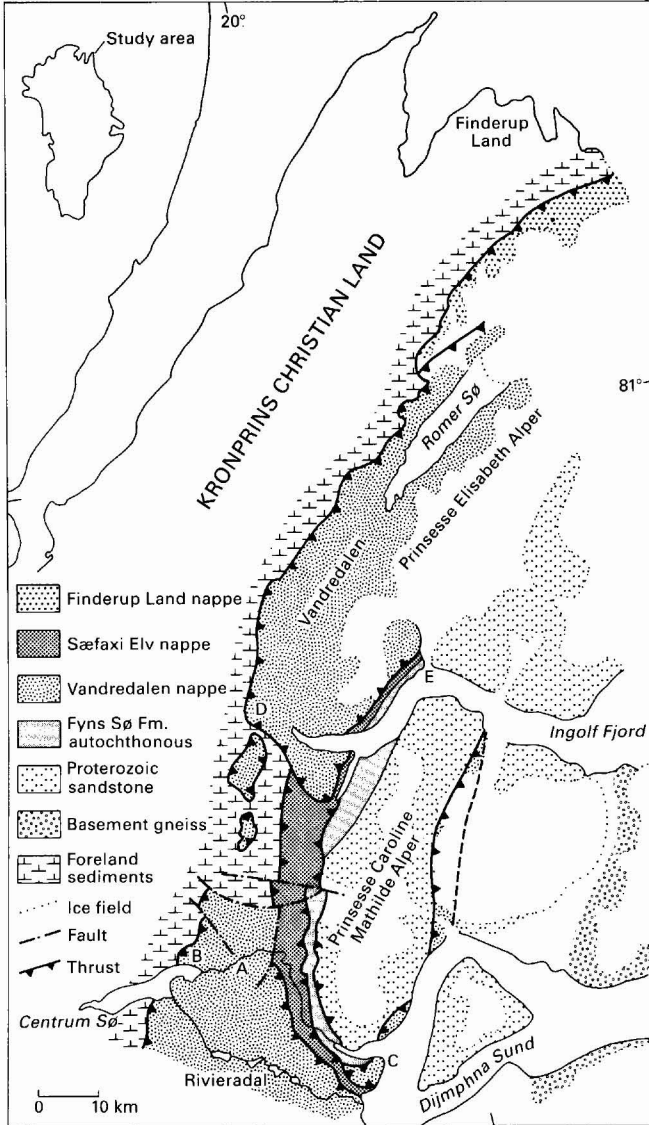 20°
Study area
Finderup
Land
KRONPRINS CHRISTIAN LAND
81°
Romer Sø
Prinsesse Elisabeth Alper
Vandredalen
Finderup Land nappe
Sæfaxi Elv nappe
Vandredalen nappe
Fyns Sø Fm.
autochthonous
Proterozoic
sandstone
Basement gneiss
Foreland
sediments
Ice field
Fault
Thrust
E
D
Ingolf Fjord
Prinsesse Caroline
Mathilde Alper
B
A
Centrum Sø
C
Rivieradal
Dijmphna Sund
0 10 km